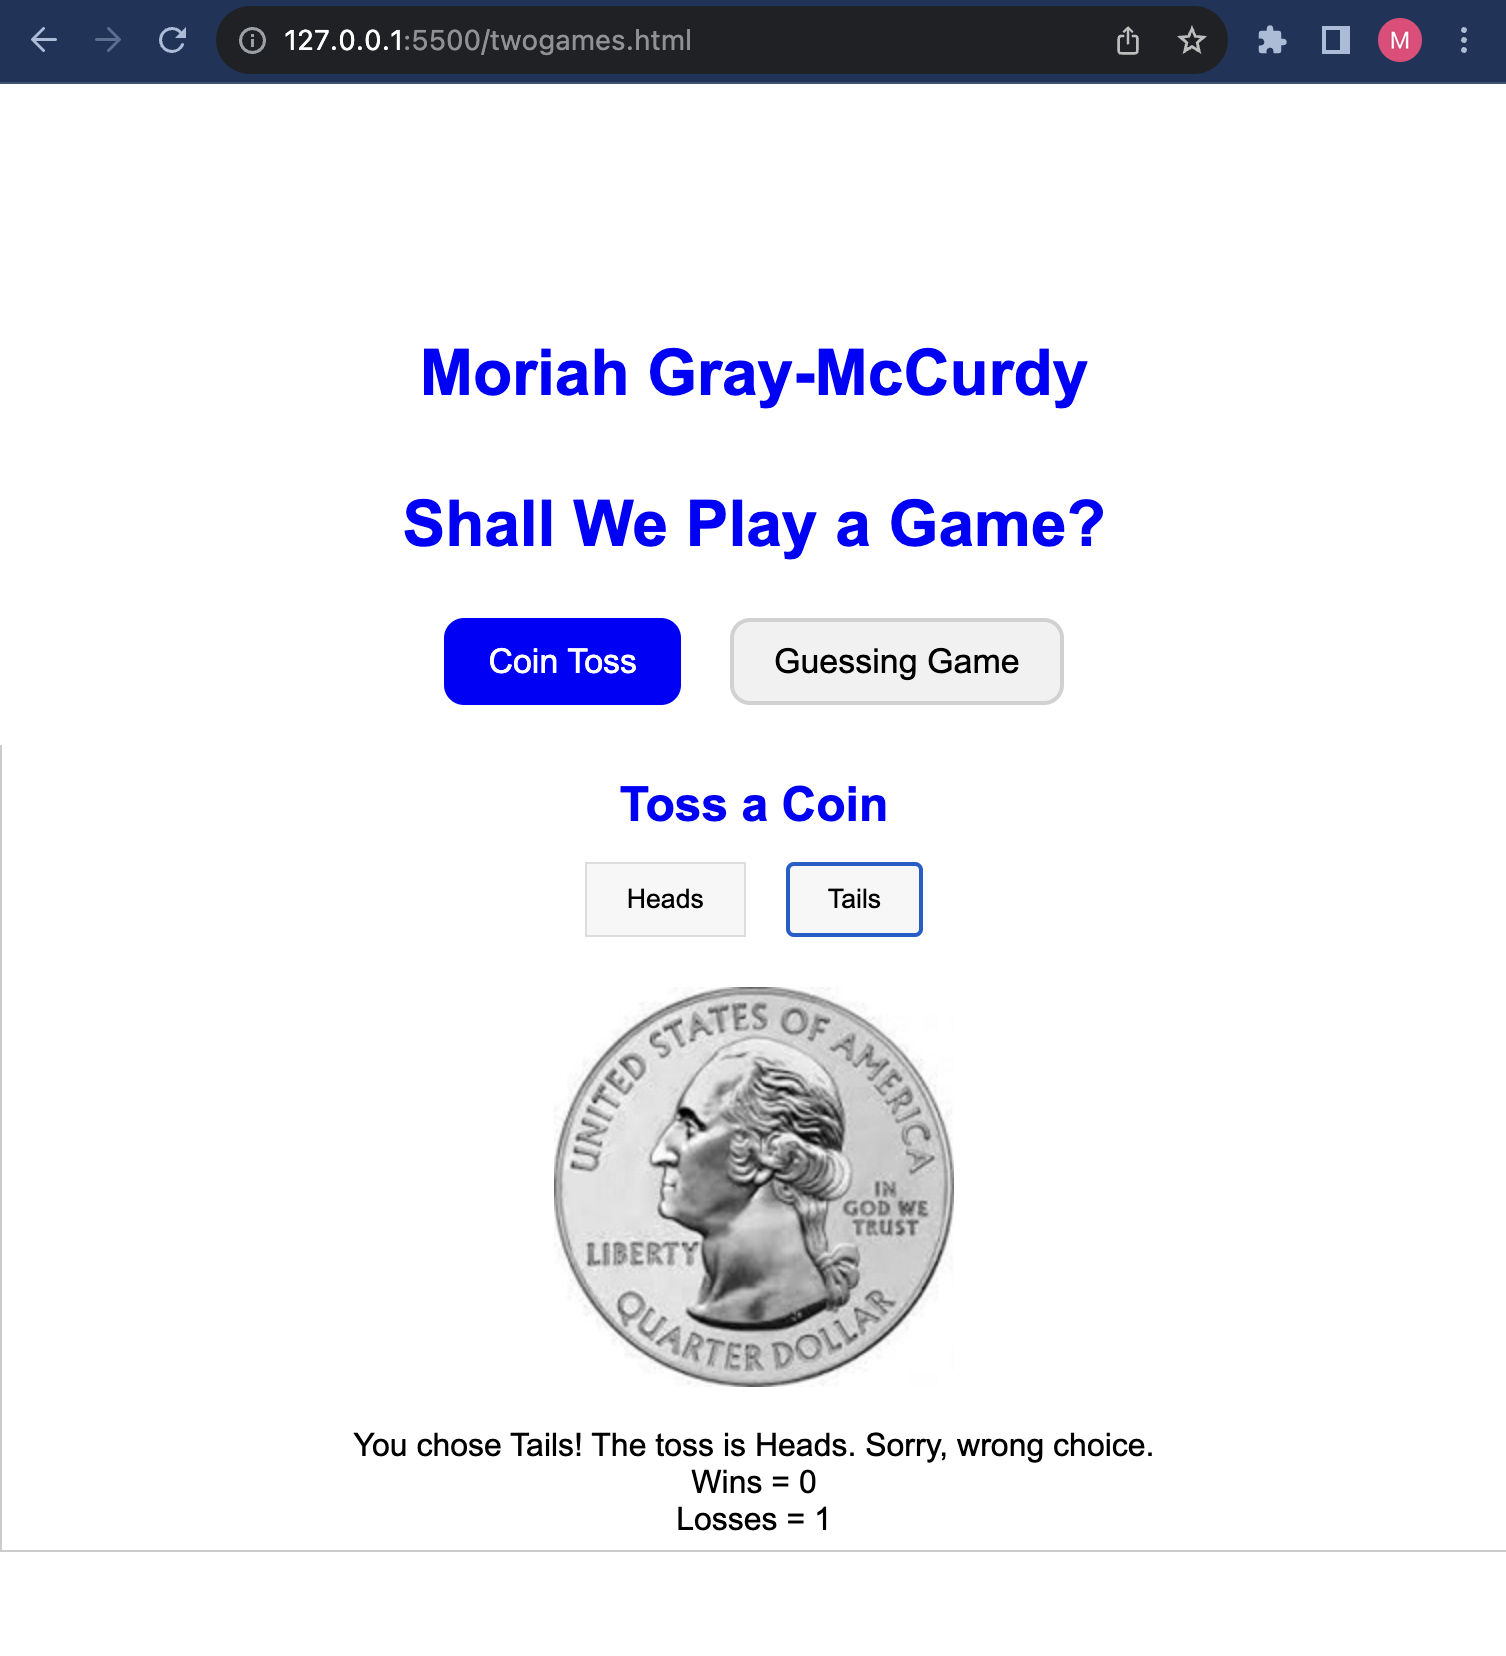 127.0.0.1:5500/twogames.html
M
Moriah Gray-McCurdy
Shall We Play a Game?
Coin Toss
Guessing Game
Toss a Coin
Heads
Tails
UNITED STATES OF AMERICA
IN
GOD WE
TRUST
LIBERTY
QUARTER DOLLAR
You chose Tails! The toss is Heads. Sorry, wrong choice.
Wins = 0
Losses = 1